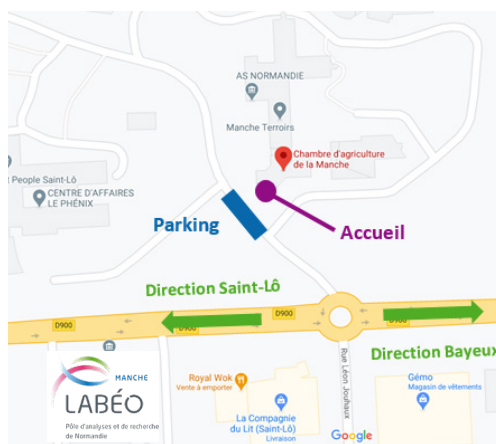 AS NORMANDIE
Manche Terroirs
Chambre d'agriculture
de la Manche
t People Saint-Lô
CENTRE D'AFFAIRES
LE PHÉNIX
Parking
Accueil
Direction Saint-Lô
D900
D900
D900
Direction Bayeux
Rue Léon Jouhaux
MANCHE
LABÉO
Pôle d'analyses et de recherche
de Normandie
Royal Wok
Vente à emporter
La Compagnie
du Lit (Saint-Lô)
Livraison
Gémo
Magasin de vêtements
Google